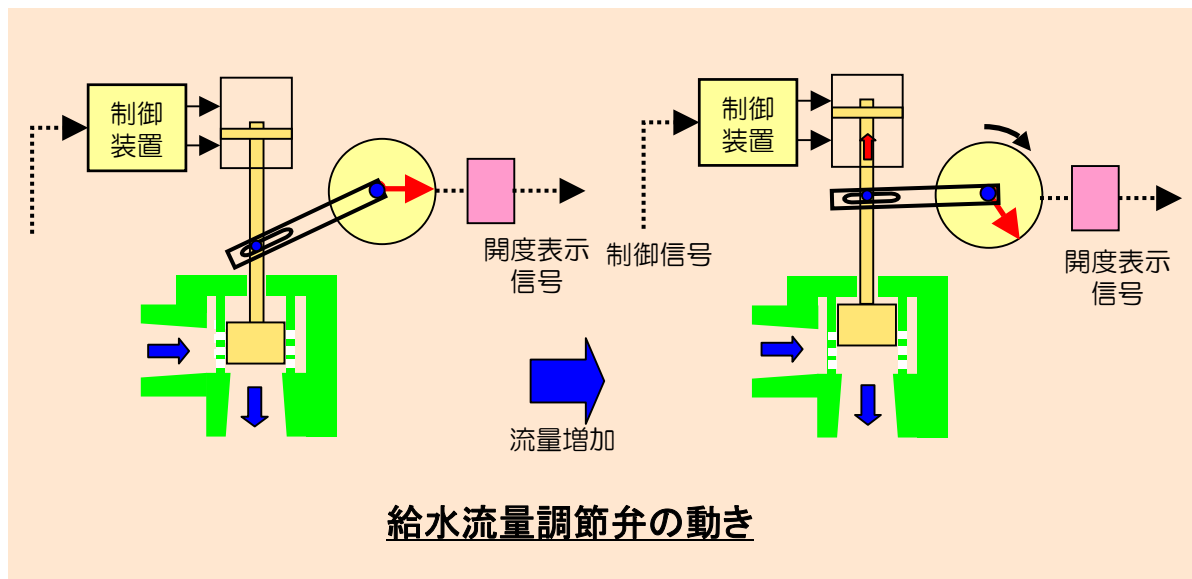 制御
装置
開度表示
信号
制御信号
制御
装置
開度表示
信号
流量増加
給水流量調節弁の動き